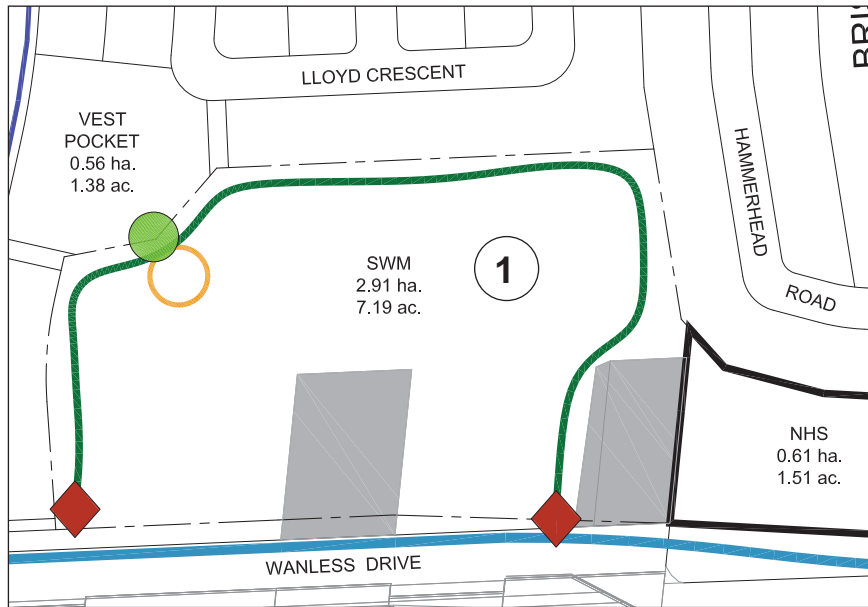 LLOYD CRESCENT
VEST
POCKET
0.56 ha.
1.38 ac.
HAMMERHEAD
ROAD
SWM
2.91 ha.
7.19 ac.
1
NHS
0.61 ha.
1.51 ac.
WANLESS DRIVE